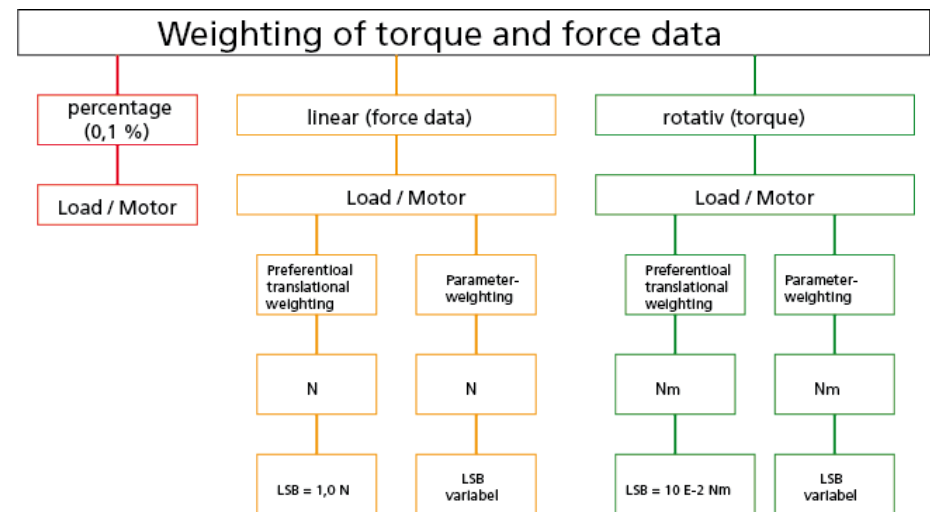 Weighting of torque and force data
percentage
(0,1 %)
Load / Motor
linear (force data)
Load / Motor
Preferentioal
translational
weighting
N
LSB = 1,0 N
Parameter-
weighting
N
LSB
variabel
rotativ (torque)
Load / Motor
Preferentioal
translational
weighting
Nm
LSB = 10 E-2 Nm
Parameter-
weighting
Nm
LSB
variabel